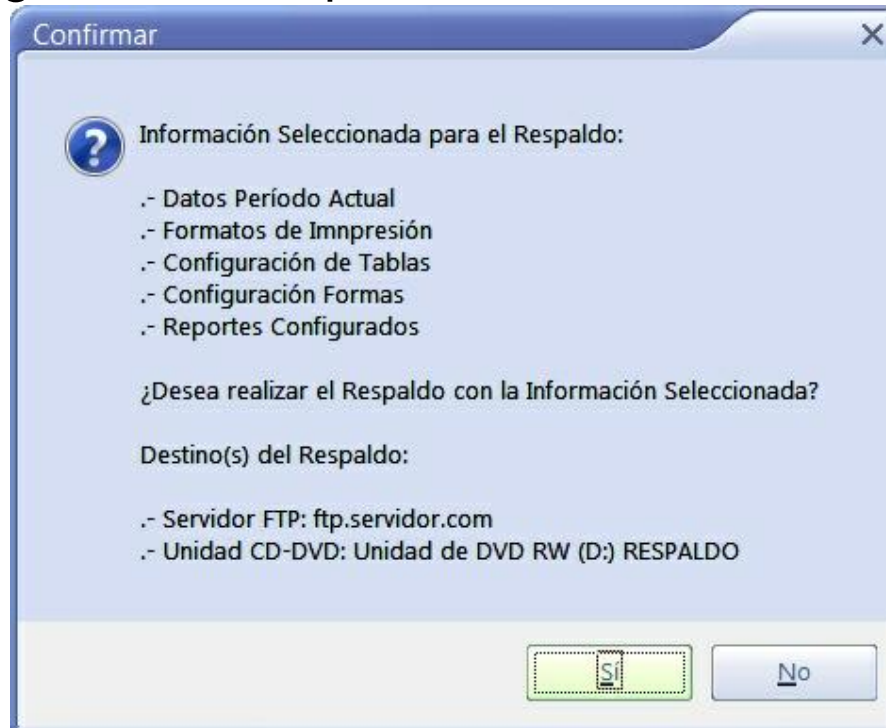 Confirmar
Información Seleccionada para el Respaldo:
.- Datos Período Actual
.- Formatos de Imnpresión
.- Configuración de Tablas
.- Configuración Formas
.- Reportes Configurados
¿Desea realizar el Respaldo con la Información Seleccionada?
Destino(s) del Respaldo:
.- Servidor FTP: ftp.servidor.com
.- Unidad CD-DVD: Unidad de DVD RW (D:) RESPALDO
Sí No